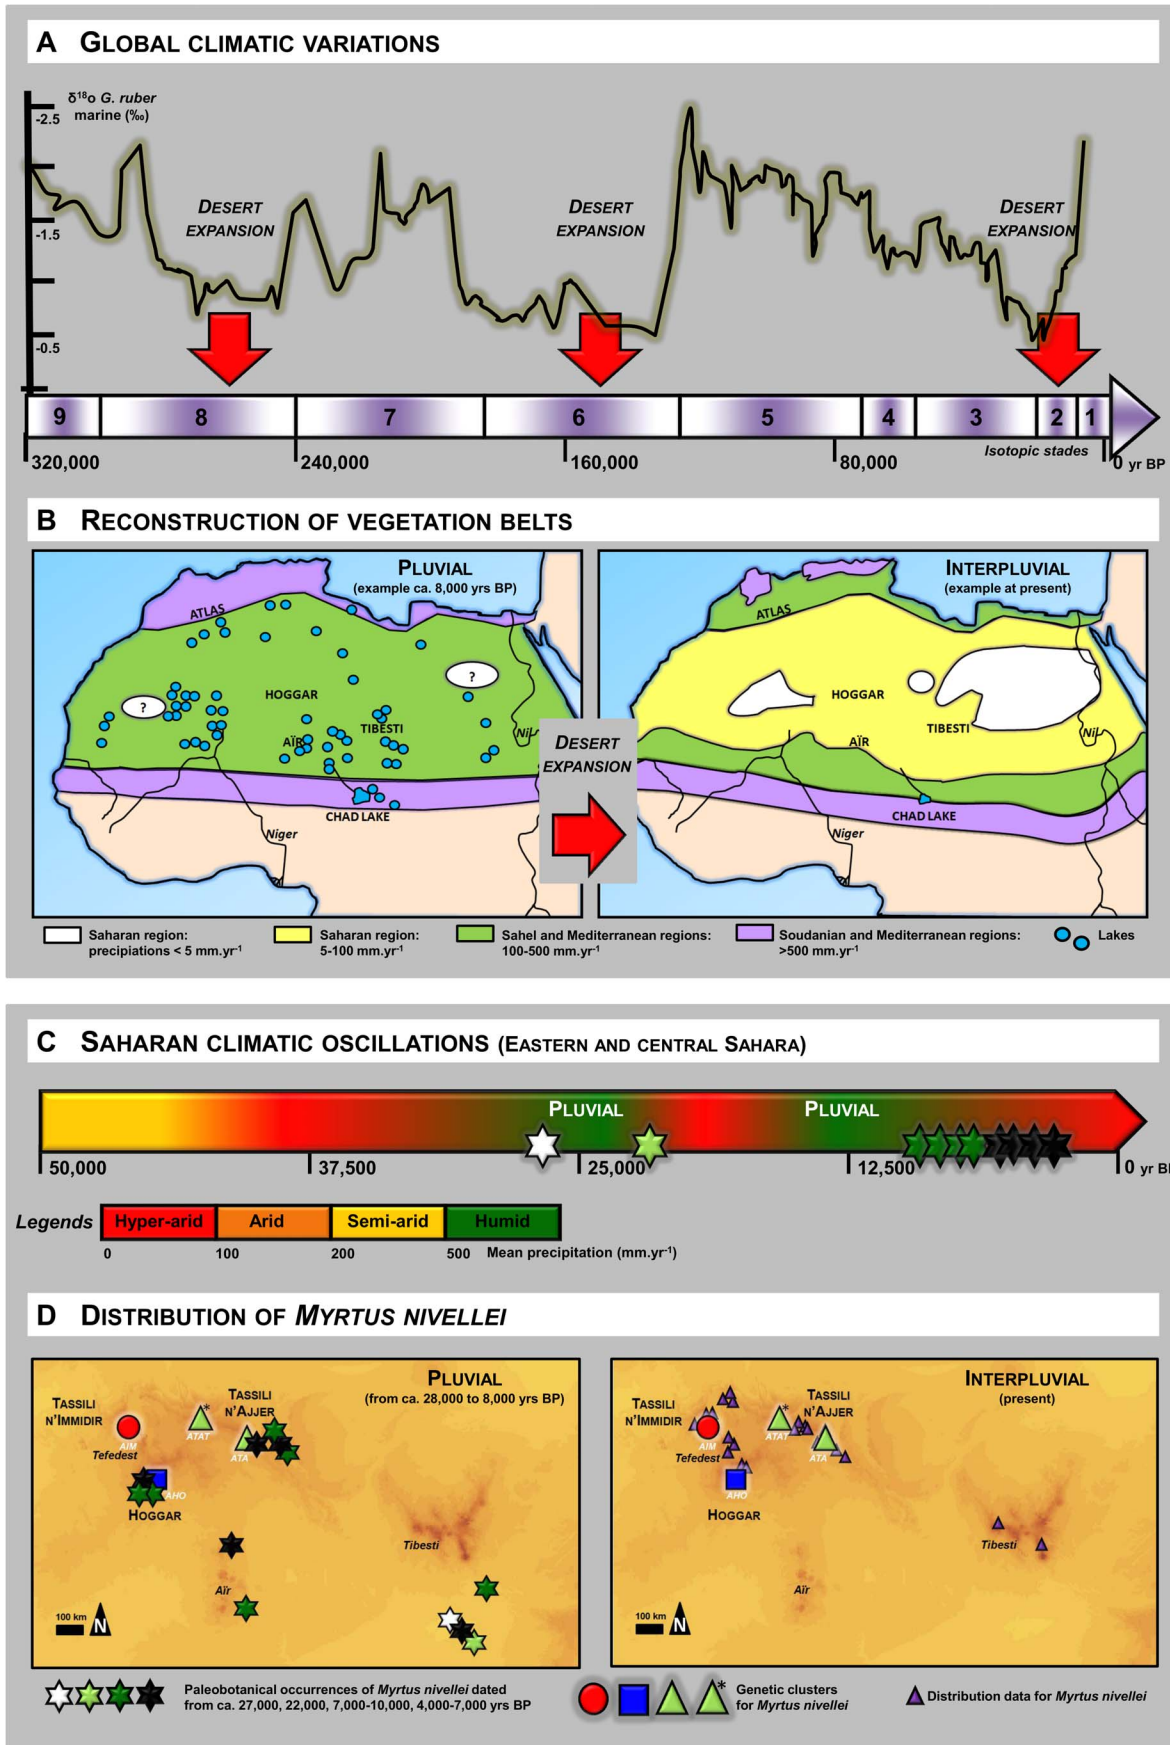 A GLOBAL CLIMATIC VARIATIONS
δ¹⁸o G. ruber
marine (‰)
-2.5
-1.5
-0.5
DESERT
EXPANSION
DESERT
EXPANSION
DESERT
EXPANSION
9 8 7 6 5 4 3 2 1
Isotopic stades
320,000 240,000 160,000 80,000 0 yr BP
B RECONSTRUCTION OF VEGETATION BELTS
PLUVIAL
(example ca. 8,000 yrs BP)
ATLAS
?
?
HOGGAR
TIBESTI
AÏR
Nil
CHAD LAKE
Niger
DESERT
EXPANSION
INTERPLUVIAL
(example at present)
ATLAS
HOGGAR
TIBESTI
AÏR
Nil
CHAD LAKE
Niger
Saharan region:
precipiations < 5 mm.yr⁻¹
Saharan region:
5-100 mm.yr⁻¹
Sahel and Mediterranean regions:
100-500 mm.yr⁻¹
Soudanian and Mediterranean regions:
>500 mm.yr⁻¹
Lakes
C SAHARAN CLIMATIC OSCILLATIONS (EASTERN AND CENTRAL SAHARA)
PLUVIAL PLUVIAL
50,000 37,500 25,000 12,500 0 yr B
Legends Hyper-arid Arid Semi-arid Humid
0 100 200 500 Mean precipitation (mm.yr⁻¹)
D DISTRIBUTION OF MYRTUS NIVELLEI
PLUVIAL
(from ca. 28,000 to 8,000 yrs BP)
TASSILI
N'IMMIDIR
TASSILI
N'AJJER
*
AIM
ATAT
ATA
Tefedest
AHO
HOGGAR
Tibesti
Aïr
100 km
N
INTERPLUVIAL
(present)
TASSILI
N'IMMIDIR
TASSILI
N'AJJER
*
AIM
ATAT
ATA
Tefedest
AHO
HOGGAR
Tibesti
Aïr
100 km
N
Paleobotanical occurrences of Myrtus nivellei dated
from ca. 27,000, 22,000, 7,000-10,000, 4,000-7,000 yrs BP
*
Genetic clusters
for Myrtus nivellei
Distribution data for Myrtus nivellei